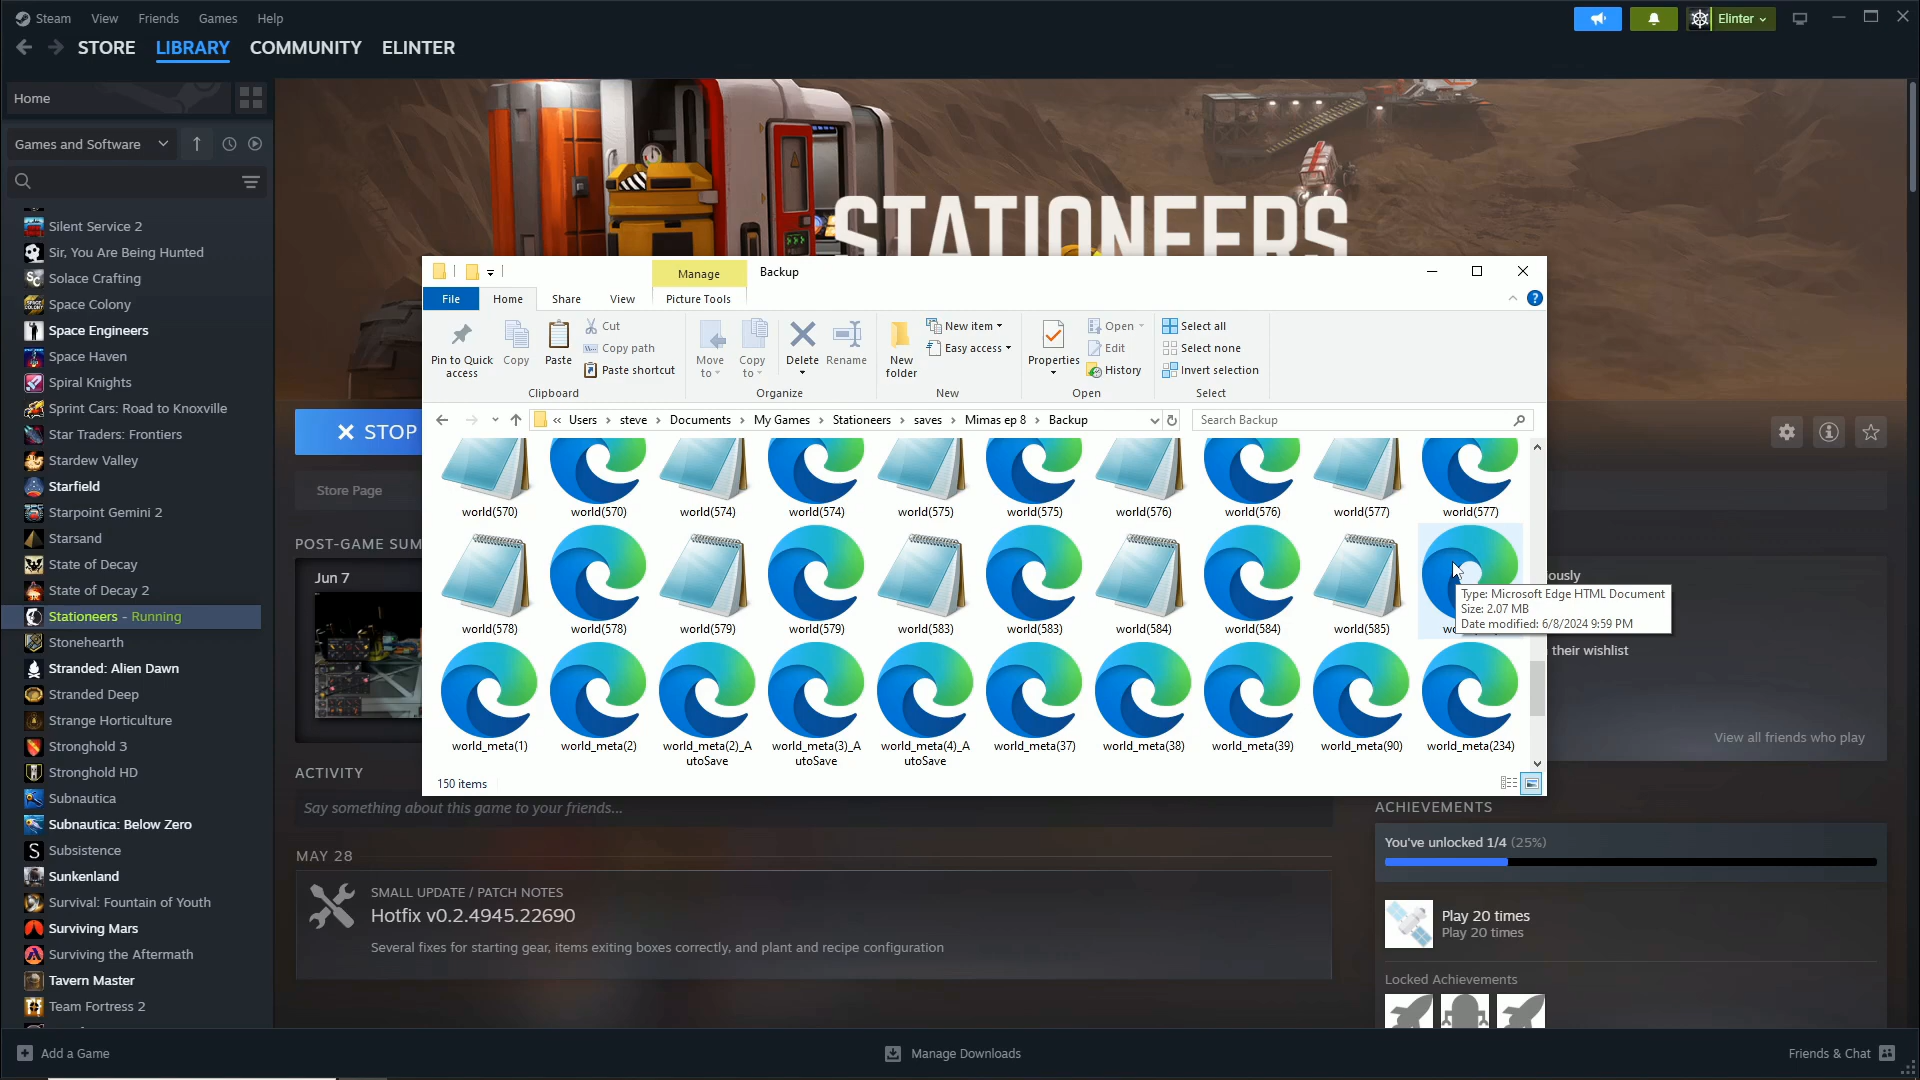 Steam View Friends Games Help
Elinter
STORE LIBRARY COMMUNITY ELINTER
Home
Games and Software
Silent Service 2
Sir, You Are Being Hunted
Solace Crafting
Space Colony
Space Engineers
Space Haven
Spiral Knights
Sprint Cars: Road to Knoxville
Star Traders: Frontiers
Stardew Valley
Starfield
Starpoint Gemini 2
Starsand
State of Decay
State of Decay 2
Stationeers - Running
Stonehearth
Stranded: Alien Dawn
Stranded Deep
Strange Horticulture
Stronghold 3
Stronghold HD
Subnautica
Subnautica: Below Zero
Subsistence
Sunkenland
Survival: Fountain of Youth
Surviving Mars
Surviving the Aftermath
Tavern Master
Team Fortress 2
Add a Game
STATIONEERS
STOP
Store Page
POST-GAME SUM
Jun 7
Manage Backup
File Home Share View Picture Tools
Pin to Quick access
Copy
Paste
Cut
Copy path
Paste shortcut
Clipboard
Move to
Copy to
Delete
Rename
Organize
New folder
New item
Easy access
New
Properties
Open
Edit
History
Open
Select all
Select none
Invert selection
Select
« Users > steve > Documents > My Games > Stationeers > saves > Mimas ep 8 > Backup
Search Backup
world(570) world(570) world(574) world(574) world(575) world(575) world(576) world(576) world(577) world(577)
world(578) world(578) world(579) world(579) world(583) world(583) world(584) world(584) world(585) wo
Type: Microsoft Edge HTML Document
Size: 2.07 MB
Date modified: 6/8/2024 9:59 PM
world_meta(1) world_meta(2) world_meta(2)_AutoSave world_meta(3)_AutoSave world_meta(4)_AutoSave world_meta(37) world_meta(38) world_meta(39) world_meta(90) world_meta(234)
150 items
ously
their wishlist
View all friends who play
ACTIVITY
Say something about this game to your friends...
MAY 28
SMALL UPDATE / PATCH NOTES
Hotfix v0.2.4945.22690
Several fixes for starting gear, items exiting boxes correctly, and plant and recipe configuration
ACHIEVEMENTS
You've unlocked 1/4 (25%)
Play 20 times
Play 20 times
Locked Achievements
Manage Downloads
Friends & Chat